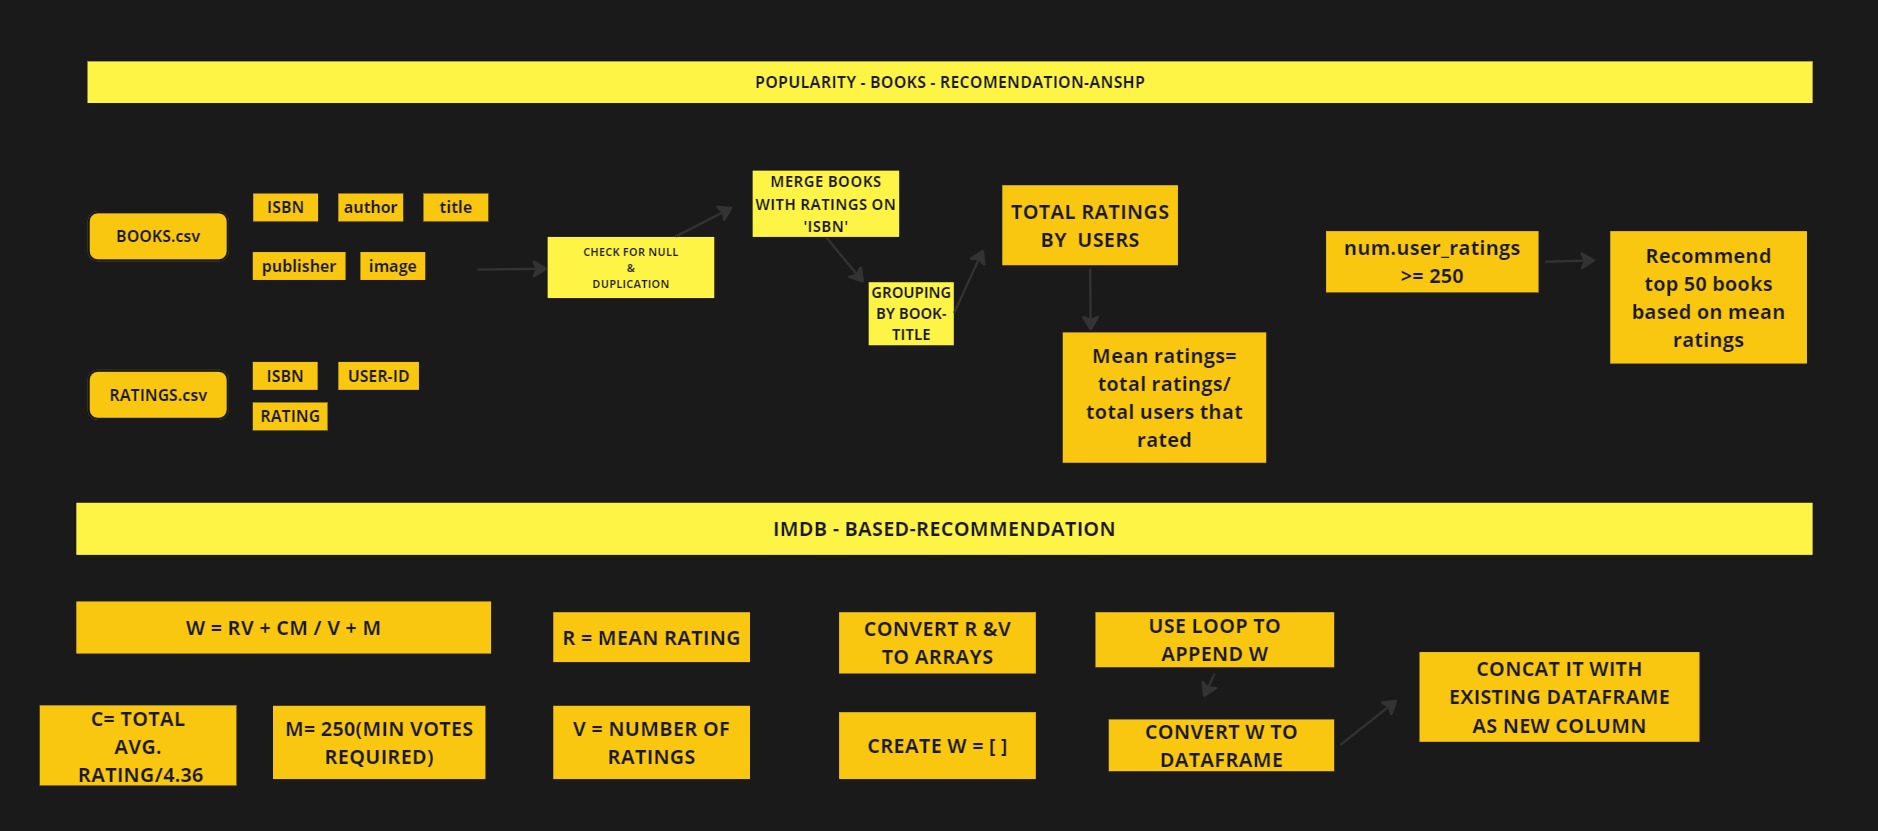 POPULARITY - BOOKS - RECOMENDATION-ANSHP
BOOKS.csv
ISBN
author
title
publisher
image
RATINGS.csv
ISBN
USER-ID
RATING
CHECK FOR NULL
&
DUPLICATION
MERGE BOOKS
WITH RATINGS ON
'ISBN'
GROUPING
BY BOOK-
TITLE
TOTAL RATINGS
BY USERS
Mean ratings=
total ratings/
total users that
rated
num.user_ratings
>= 250
Recommend
top 50 books
based on mean
ratings
IMDB - BASED-RECOMMENDATION
W = RV + CM / V + M
C= TOTAL
AVG.
RATING/4.36
M= 250(MIN VOTES
REQUIRED)
R = MEAN RATING
V = NUMBER OF
RATINGS
CONVERT R &V
TO ARRAYS
CREATE W = [ ]
USE LOOP TO
APPEND W
CONVERT W TO
DATAFRAME
CONCAT IT WITH
EXISTING DATAFRAME
AS NEW COLUMN